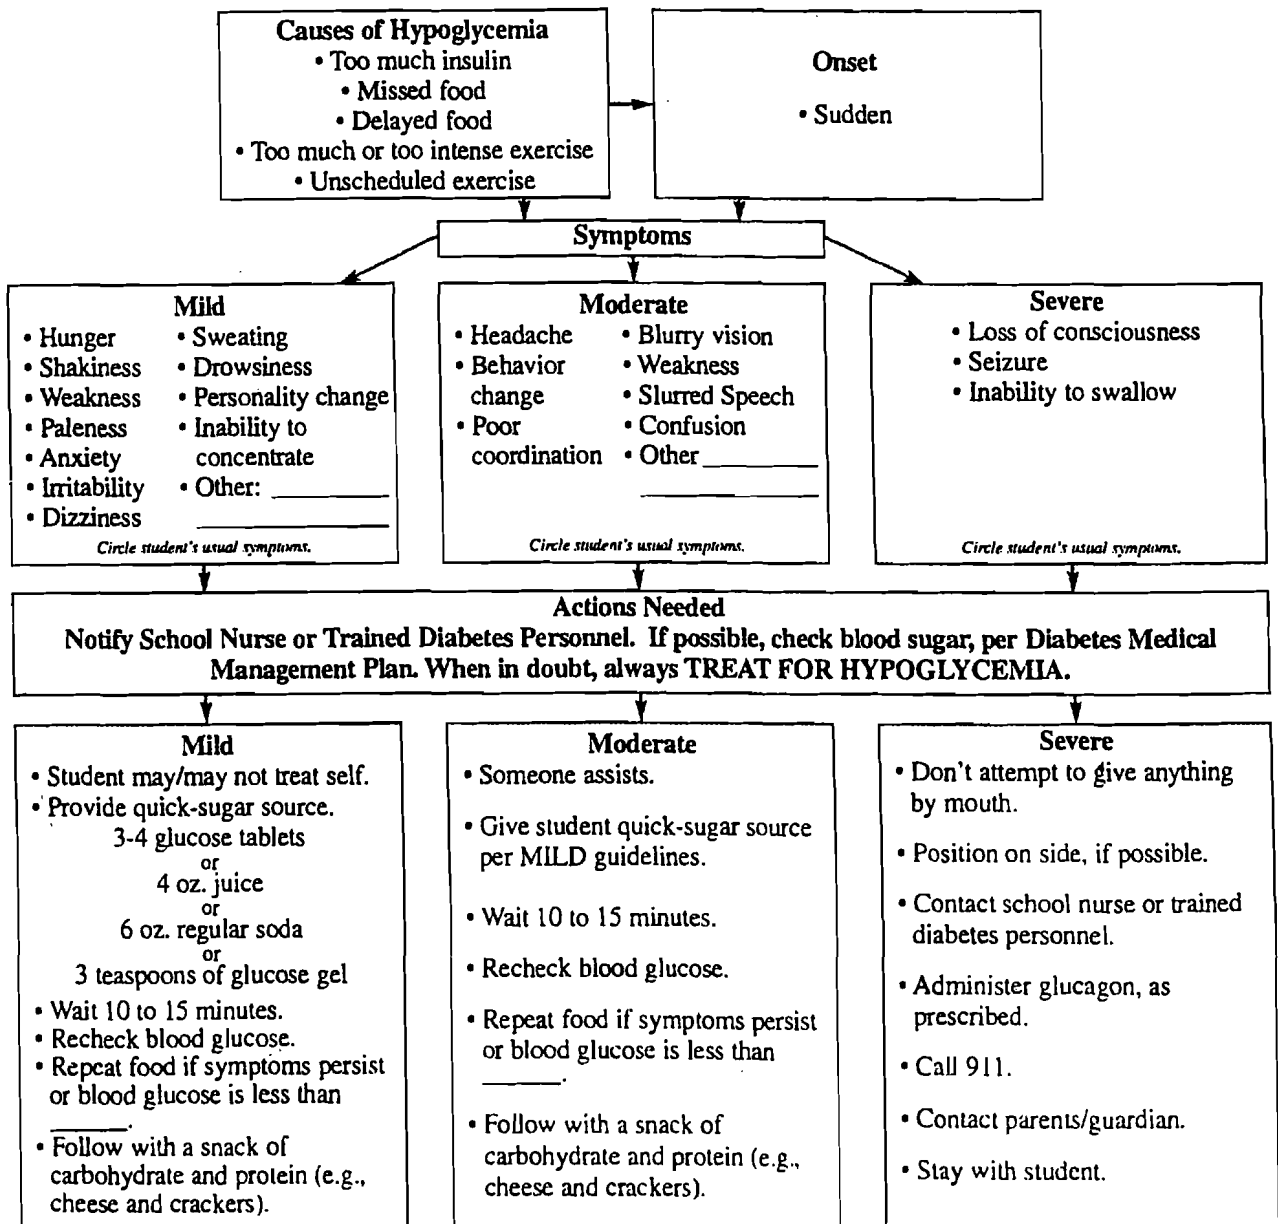 Causes of Hypoglycemia
• Too much insulin
• Missed food
• Delayed food
• Too much or too intense exercise
• Unscheduled exercise
Onset
• Sudden
Symptoms
Mild
• Hunger
• Shakiness
• Weakness
• Paleness
• Anxiety
• Irritability
• Dizziness
• Sweating
• Drowsiness
• Personality change
• Inability to
concentrate
• Other: __________
__________
Circle student's usual symptoms.
Moderate
• Headache
• Behavior
change
• Poor
coordination
• Blurry vision
• Weakness
• Slurred Speech
• Confusion
• Other __________
__________
Circle student's usual symptoms.
Severe
• Loss of consciousness
• Seizure
• Inability to swallow
Circle student's usual symptoms.
Actions Needed
Notify School Nurse or Trained Diabetes Personnel. If possible, check blood sugar, per Diabetes Medical
Management Plan. When in doubt, always TREAT FOR HYPOGLYCEMIA.
Mild
• Student may/may not treat self.
• Provide quick-sugar source.
3-4 glucose tablets
or
4 oz. juice
or
6 oz. regular soda
or
3 teaspoons of glucose gel
• Wait 10 to 15 minutes.
• Recheck blood glucose.
• Repeat food if symptoms persist
or blood glucose is less than
______.
• Follow with a snack of
carbohydrate and protein (e.g.,
cheese and crackers).
Moderate
• Someone assists.
• Give student quick-sugar source
per MILD guidelines.
• Wait 10 to 15 minutes.
• Recheck blood glucose.
• Repeat food if symptoms persist
or blood glucose is less than
______.
• Follow with a snack of
carbohydrate and protein (e.g.,
cheese and crackers).
Severe
• Don't attempt to give anything
by mouth.
• Position on side, if possible.
• Contact school nurse or trained
diabetes personnel.
• Administer glucagon, as
prescribed.
• Call 911.
• Contact parents/guardian.
• Stay with student.